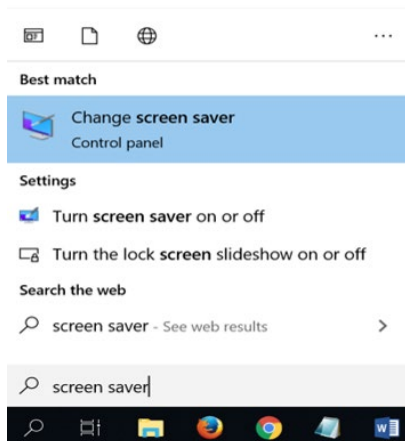 ...
Best match
Change screen saver
Control panel
Settings
Turn screen saver on or off
Turn the lock screen slideshow on or off
Search the web
screen saver - See web results
screen saver